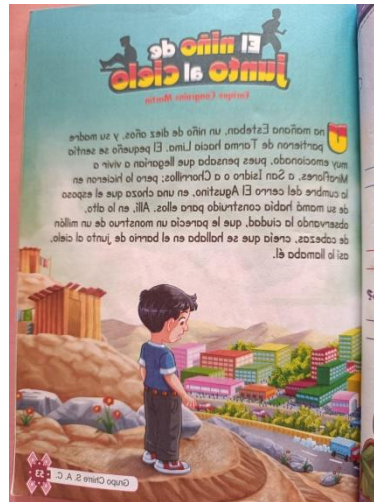 El niño de
junto al cielo
Enrique Congrains Martin
Una mañana Esteban, un niño de diez años, y su madre
partieron de Tarma hacia Lima. El pequeño se sentía
muy emocionado, pues pensaba que llegarían a vivir a
Miraflores, a San Isidro o a Chorrillos; pero lo hicieron en
la cumbre del cerro El Agustino, en una choza que el esposo
de su mamá había construido para ellos. Allí, en lo alto,
observando la ciudad, que le parecía un monstruo de un millón
de cabezas, creía que se hallaba en el barrio de junto al cielo,
así lo llamaba él.
Grupo Chirre S. A. C.
53